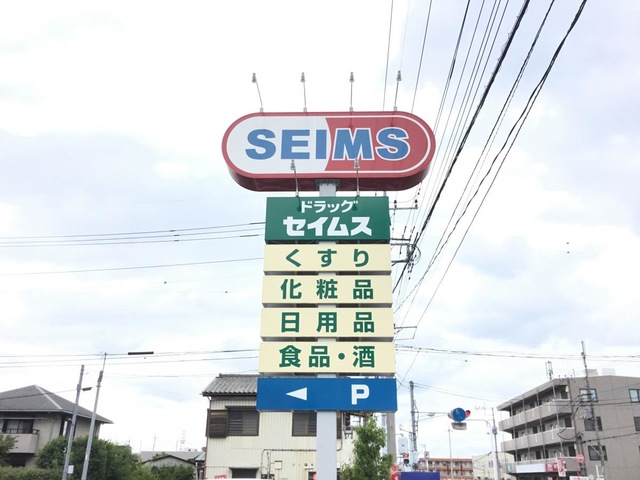 SEIMS
ドラッグ
セイムス
くすり
化粧品
日用品
食品・酒
◀ P